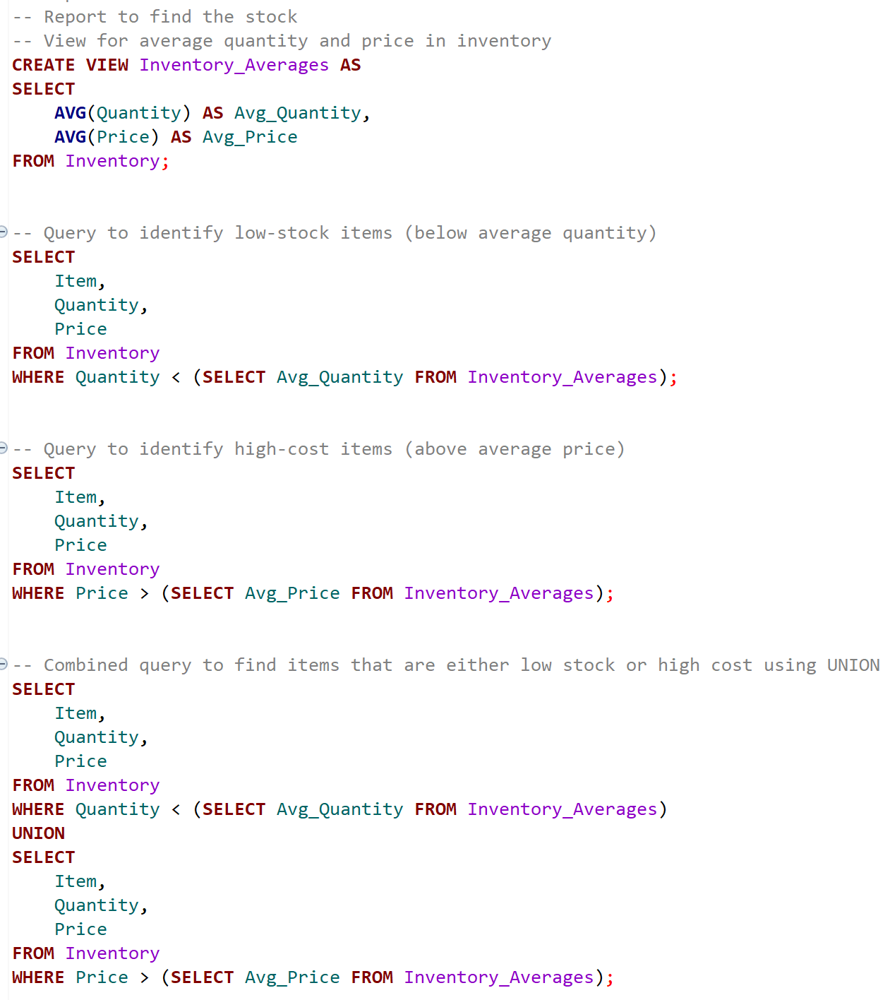 -- Report to find the stock
-- View for average quantity and price in inventory
CREATE VIEW Inventory_Averages AS
SELECT
    AVG(Quantity) AS Avg_Quantity,
    AVG(Price) AS Avg_Price
FROM Inventory;
-- Query to identify low-stock items (below average quantity)
SELECT
    Item,
    Quantity,
    Price
FROM Inventory
WHERE Quantity < (SELECT Avg_Quantity FROM Inventory_Averages);
-- Query to identify high-cost items (above average price)
SELECT
    Item,
    Quantity,
    Price
FROM Inventory
WHERE Price > (SELECT Avg_Price FROM Inventory_Averages);
-- Combined query to find items that are either low stock or high cost using UNION
SELECT
    Item,
    Quantity,
    Price
FROM Inventory
WHERE Quantity < (SELECT Avg_Quantity FROM Inventory_Averages)
UNION
SELECT
    Item,
    Quantity,
    Price
FROM Inventory
WHERE Price > (SELECT Avg_Price FROM Inventory_Averages);